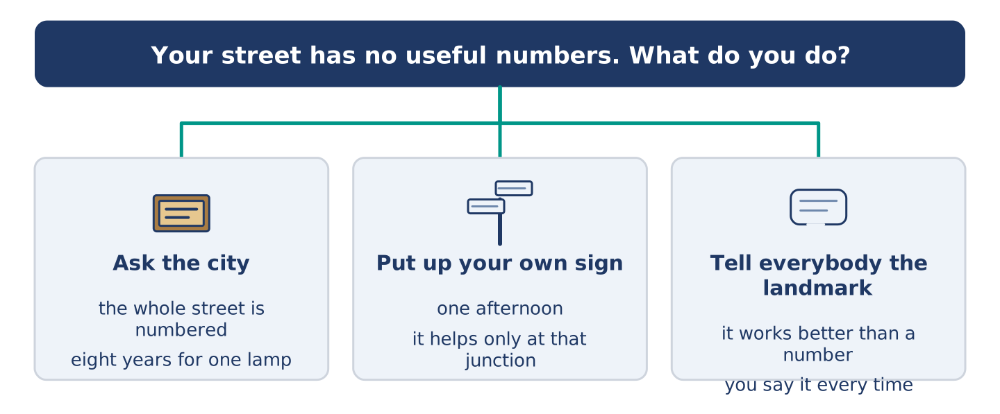 Your street has no useful numbers. What do you do?
Ask the city
the whole street is
numbered
eight years for one lamp
Put up your own sign
one afternoon
it helps only at that
junction
Tell everybody the
landmark
it works better than a
number
you say it every time